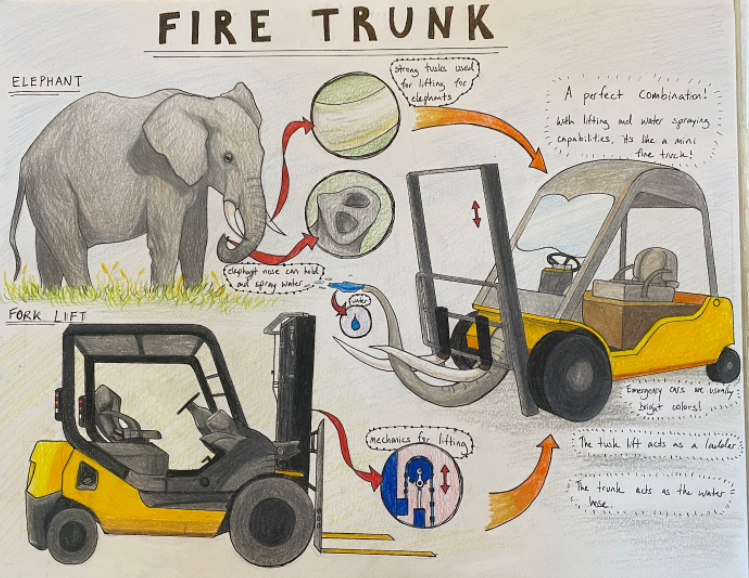 FIRE TRUNK
ELEPHANT
strong tusks used
for lifting for
elephants
A perfect combination!
With lifting and water spraying
capabilities, its like a mini
fire truck!
elephant nose can hold
and spray water
water
FORK LIFT
mechanics for lifting
Emergency cars are usually
bright colors!
The tusk lift acts as a ladder
The trunk acts as the water
hose.